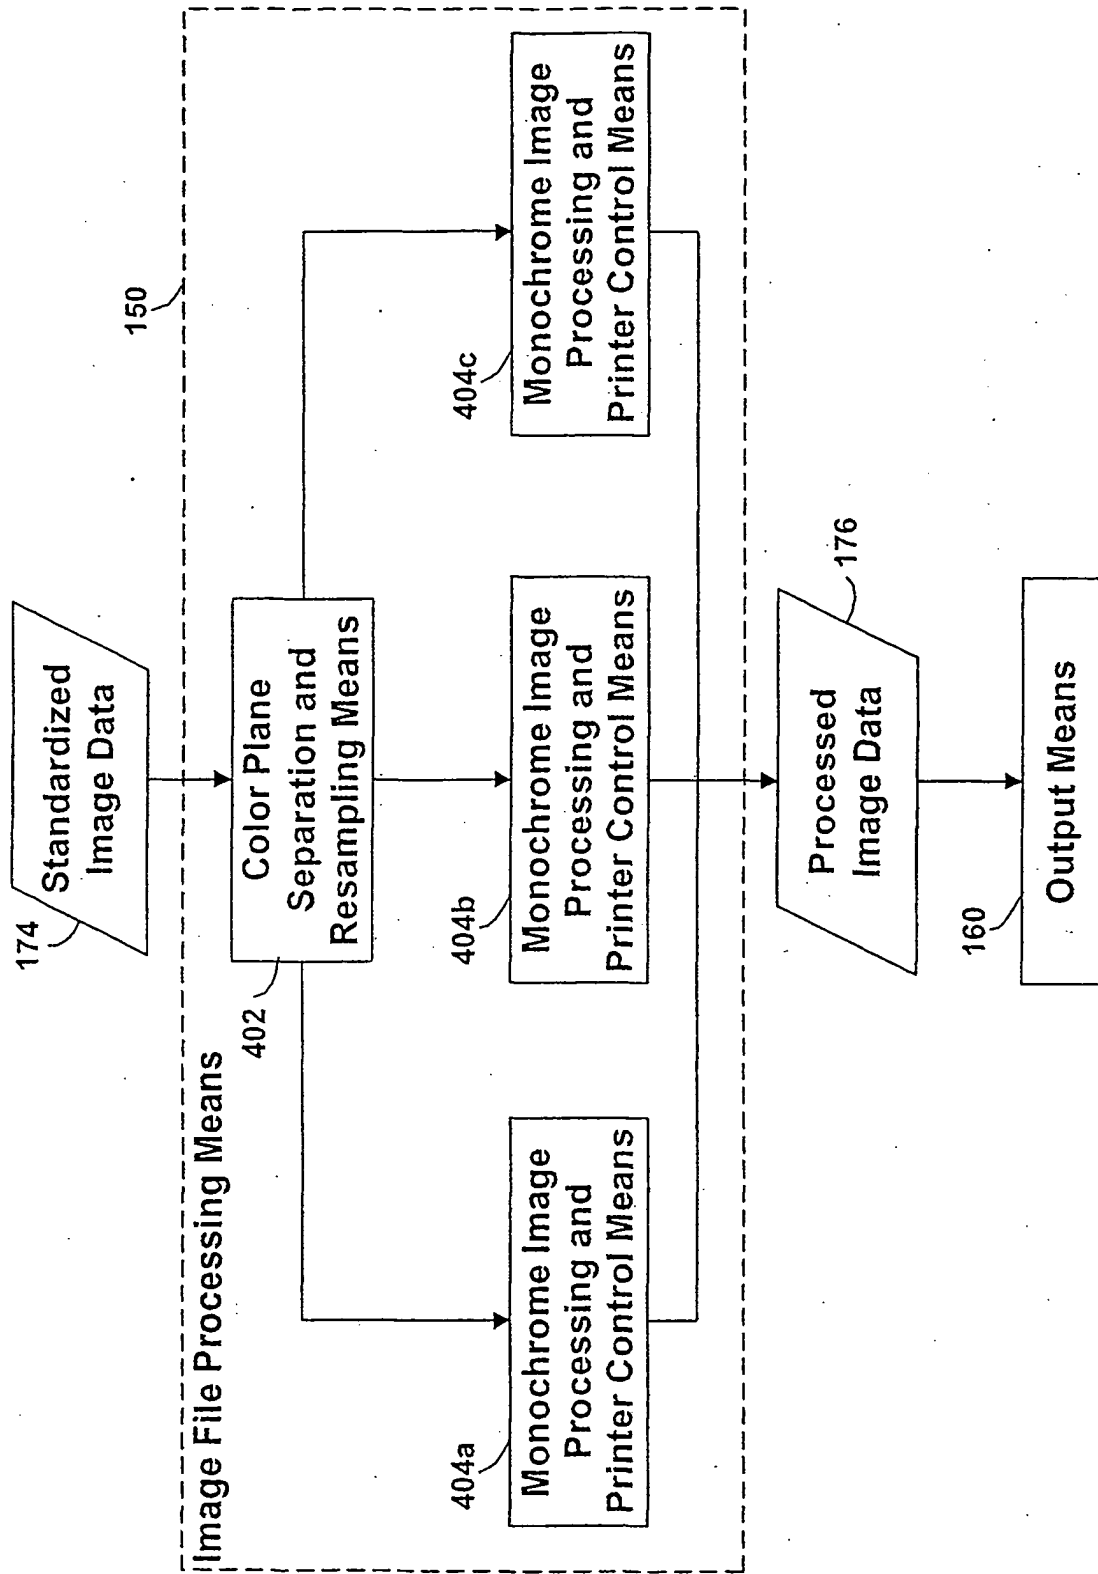 174
Standardized
Image Data
150
Image File Processing Means
402
Color Plane
Separation and
Resampling Means
404a
Monochrome Image
Processing and
Printer Control Means
404b
Monochrome Image
Processing and
Printer Control Means
404c
Monochrome Image
Processing and
Printer Control Means
Processed
Image Data
176
160
Output Means